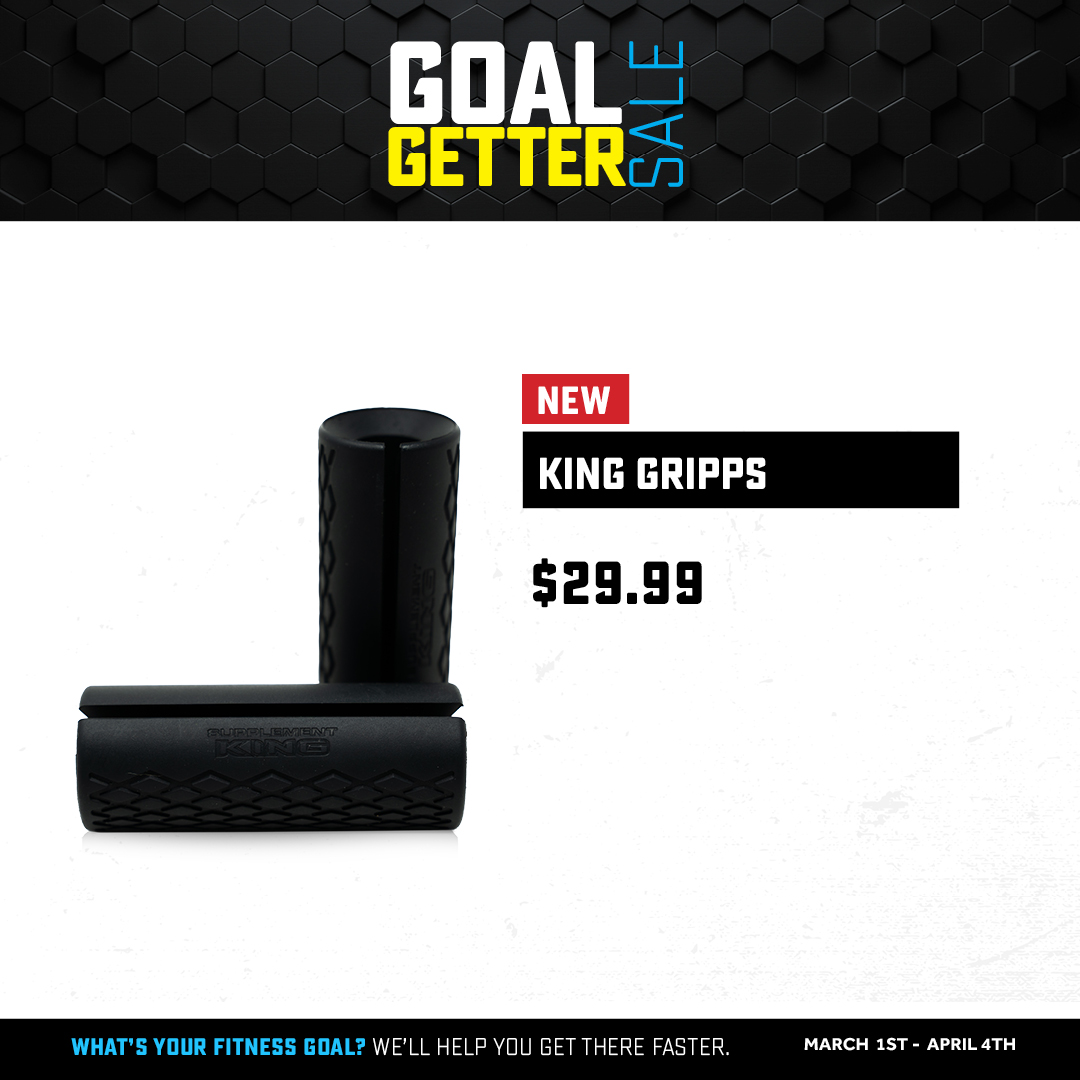 GOAL
GETTER
SALE
NEW
KING GRIPPS
$29.99
SUPPLEMENT
KING
WHAT'S YOUR FITNESS GOAL? WE'LL HELP YOU GET THERE FASTER.
MARCH 1ST - APRIL 4TH